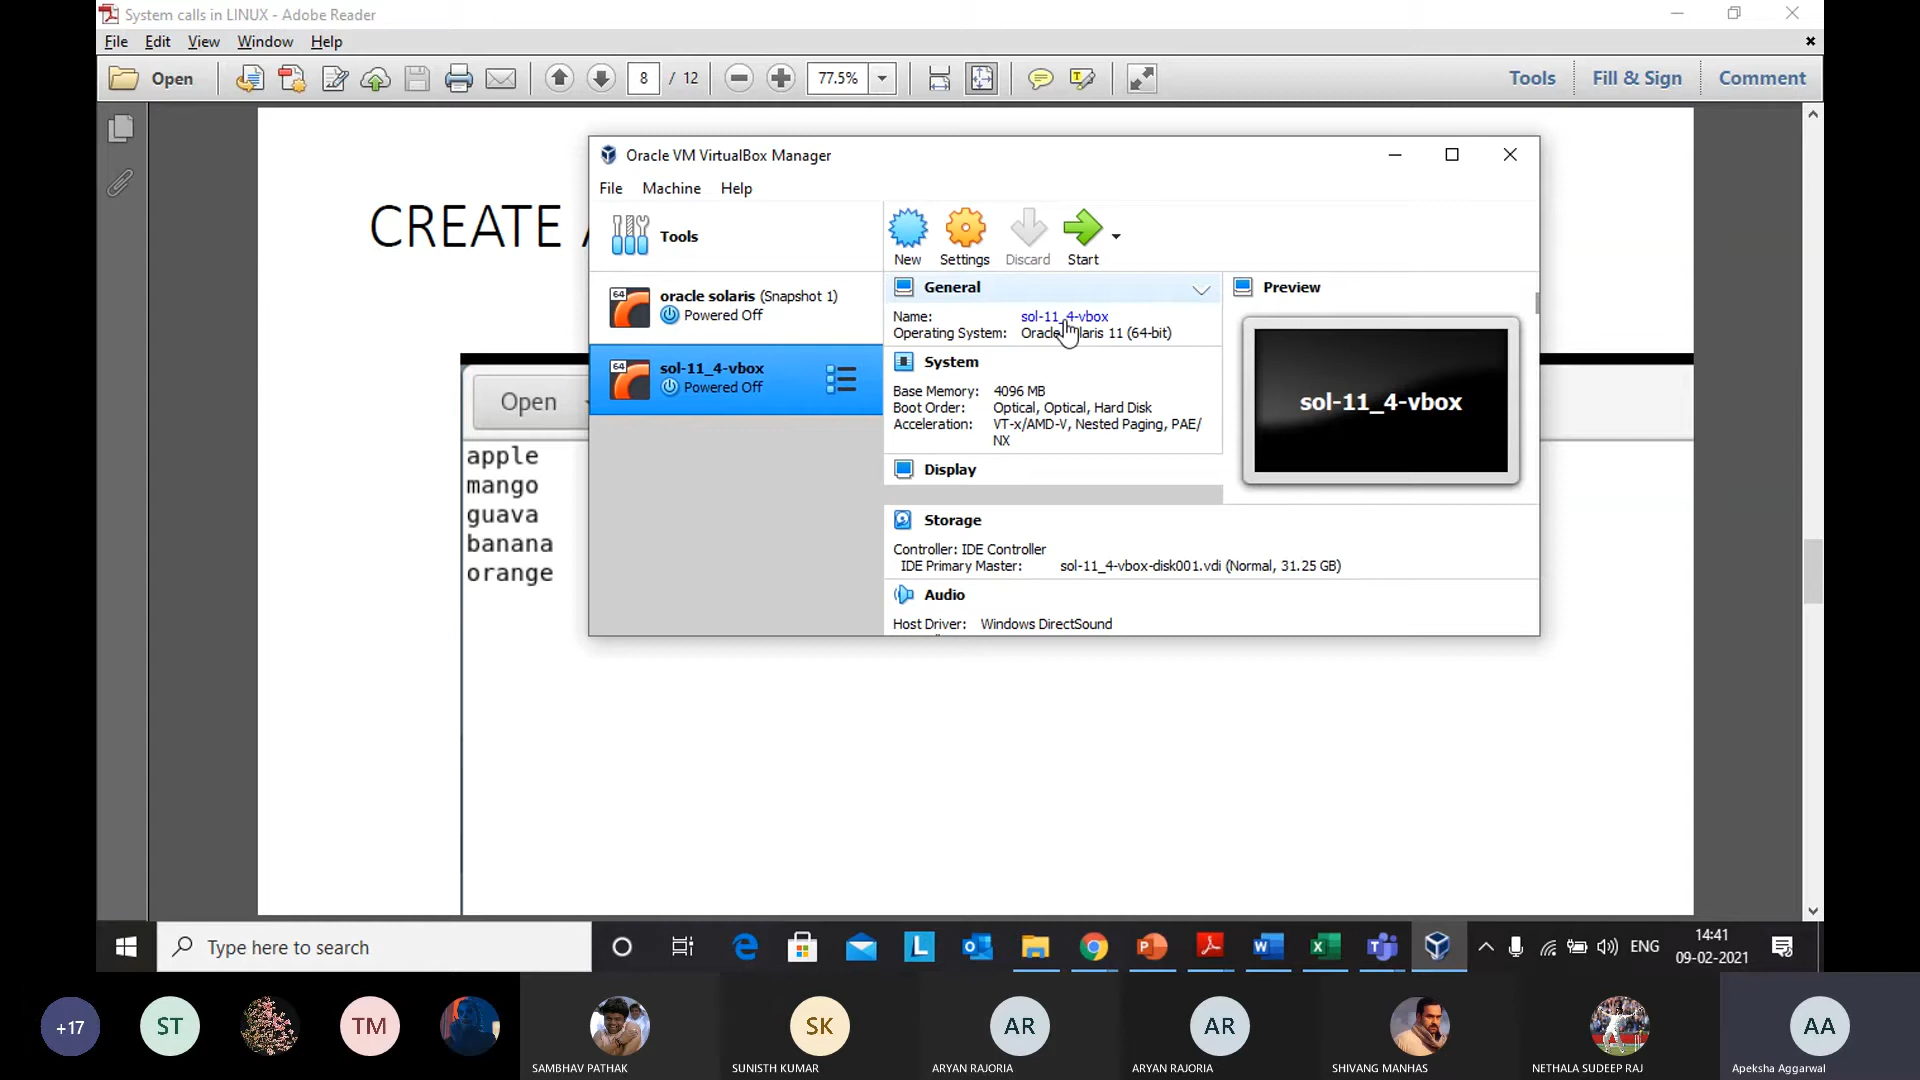 System calls in LINUX - Adobe Reader
File Edit View Window Help
Open 8 / 12 77.5% Tools Fill & Sign Comment
CREATE A
Oracle VM VirtualBox Manager
File Machine Help
Tools
New Settings Discard Start
64 oracle solaris (Snapshot 1)
Powered Off
64 sol-11_4-vbox
Powered Off
General
Name: sol-11_4-vbox
Operating System: Oracle Solaris 11 (64-bit)
System
Base Memory: 4096 MB
Boot Order: Optical, Optical, Hard Disk
Acceleration: VT-x/AMD-V, Nested Paging, PAE/
NX
Display
Preview
sol-11_4-vbox
Storage
Controller: IDE Controller
IDE Primary Master: sol-11_4-vbox-disk001.vdi (Normal, 31.25 GB)
Audio
Host Driver: Windows DirectSound
Open
apple
mango
guava
banana
orange
Type here to search
ENG
14:41
09-02-2021
+17 ST TM SK AR AR AA
SAMBHAV PATHAK SUNISTH KUMAR ARYAN RAJORIA ARYAN RAJORIA SHIVANG MANHAS NETHALA SUDEEP RAJ Apeksha Aggarwal